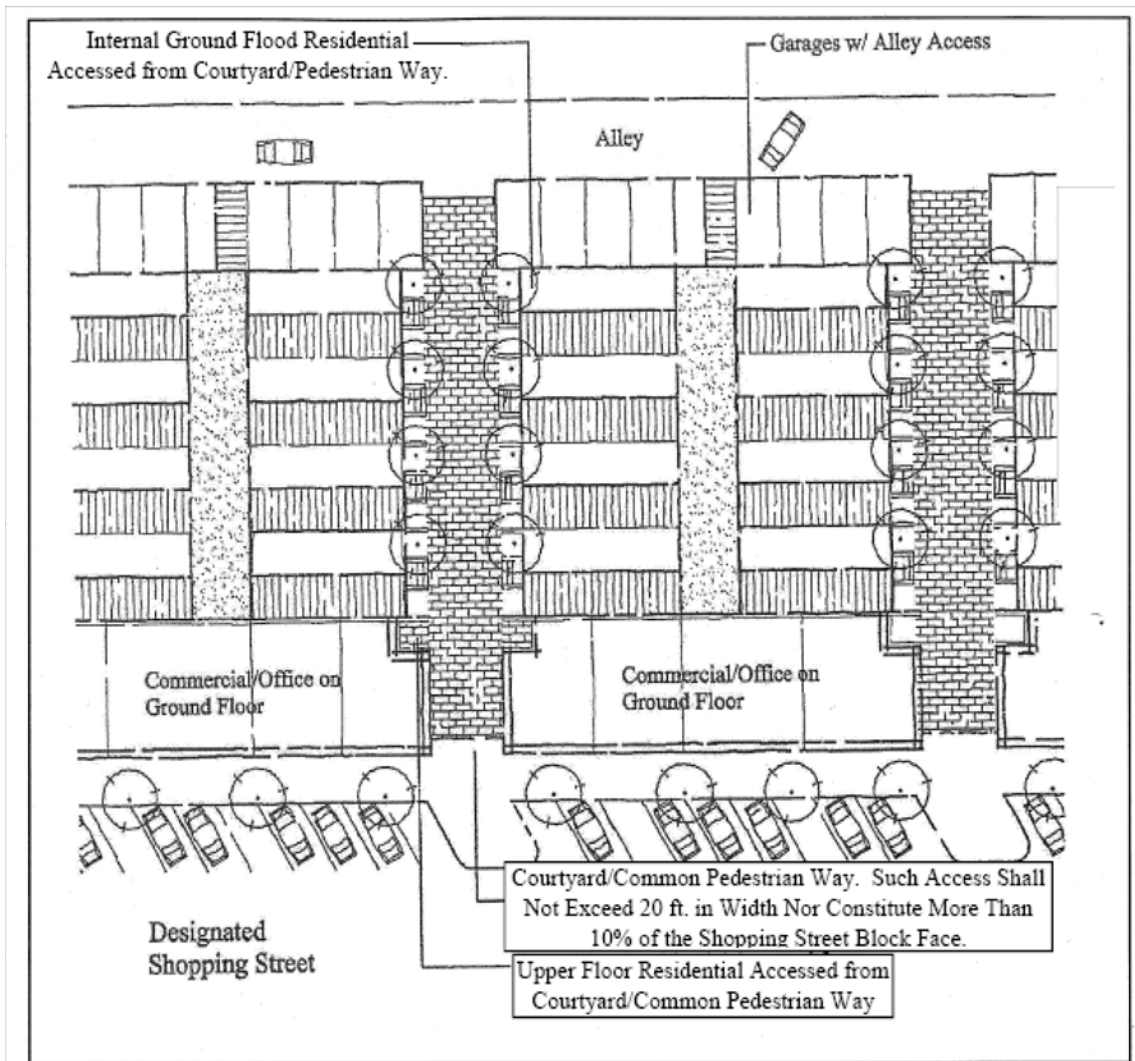 Internal Ground Flood Residential
Accessed from Courtyard/Pedestrian Way.
Garages w/ Alley Access
Alley
Commercial/Office on
Ground Floor
Commercial/Office on
Ground Floor
Courtyard/Common Pedestrian Way. Such Access Shall
Not Exceed 20 ft. in Width Nor Constitute More Than
10% of the Shopping Street Block Face.
Designated
Shopping Street
Upper Floor Residential Accessed from
Courtyard/Common Pedestrian Way